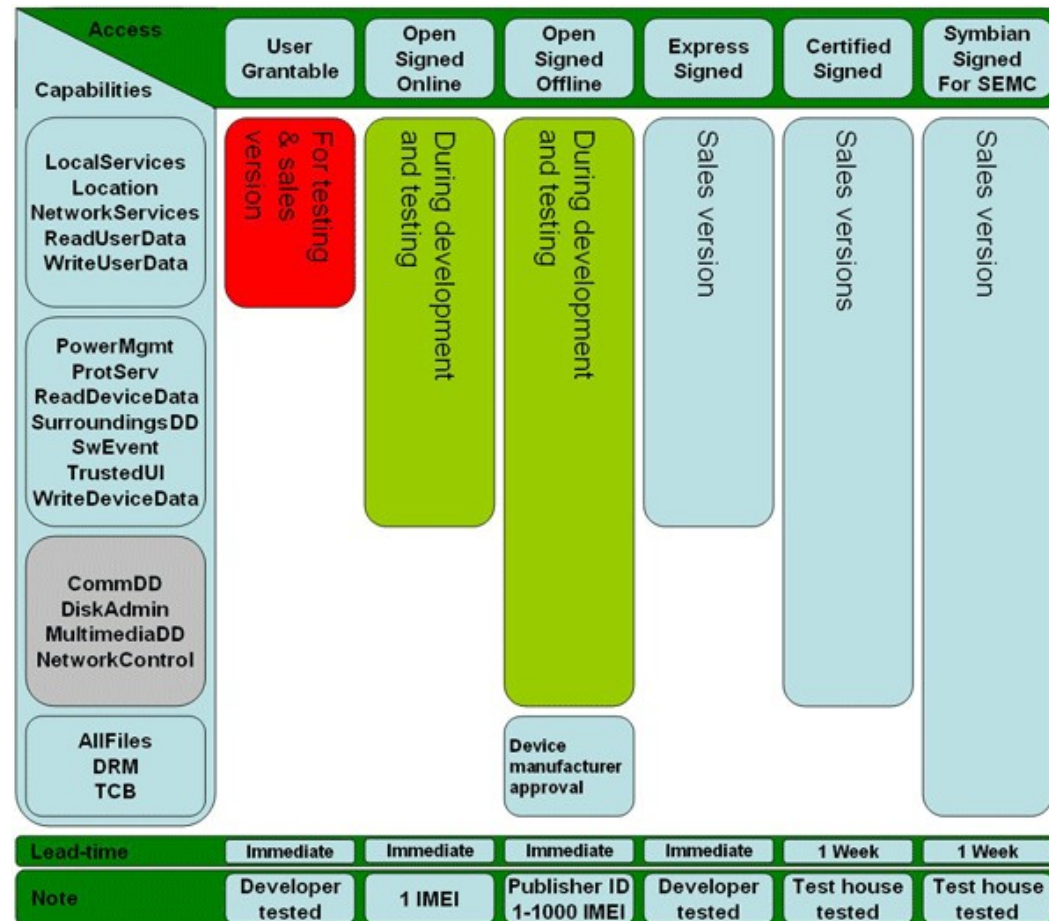 Access
Capabilities
User
Grantable
Open
Signed
Online
Open
Signed
Offline
Express
Signed
Certified
Signed
Symbian
Signed
For SEMC
LocalServices
Location
NetworkServices
ReadUserData
WriteUserData
For testing
& sales
version
During development
and testing
During development
and testing
Sales version
Sales versions
Sales version
PowerMgmt
ProtServ
ReadDeviceData
SurroundingsDD
SwEvent
TrustedUI
WriteDeviceData
CommDD
DiskAdmin
MultimediaDD
NetworkControl
AllFiles
DRM
TCB
Device
manufacturer
approval
Lead-time
Immediate
Immediate
Immediate
Immediate
1 Week
1 Week
Note
Developer
tested
1 IMEI
Publisher ID
1-1000 IMEI
Developer
tested
Test house
tested
Test house
tested